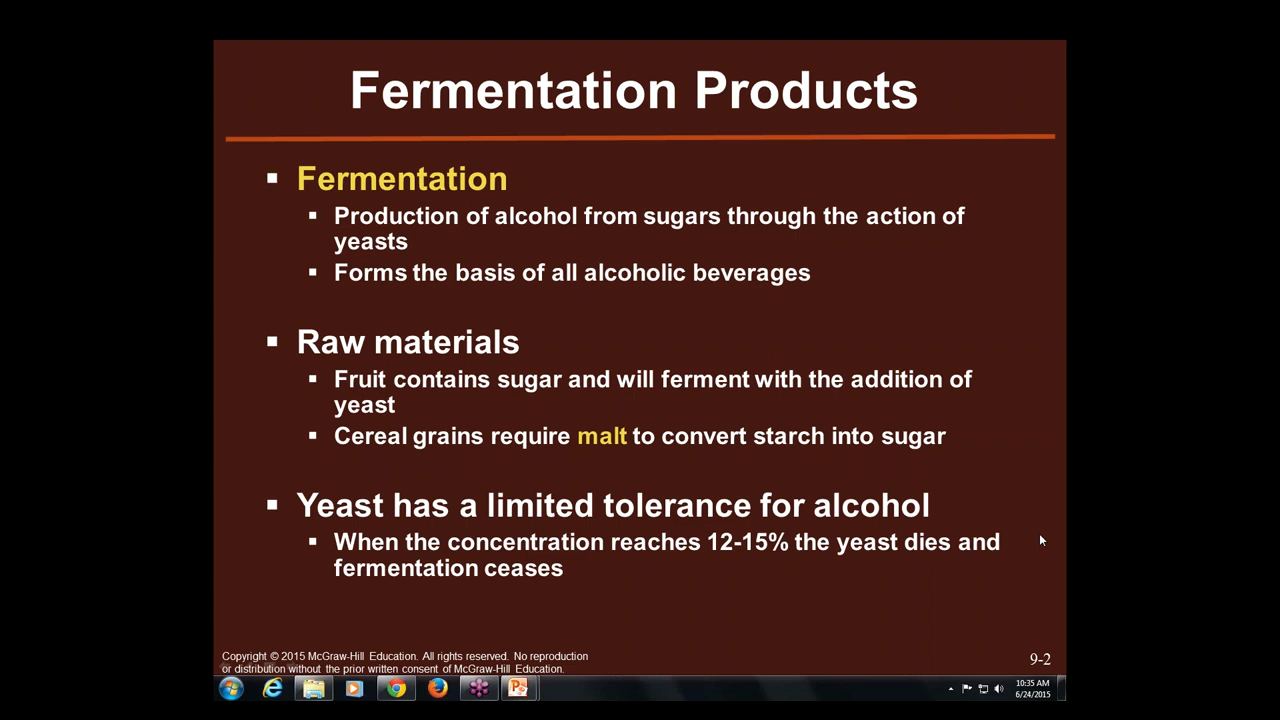 Fermentation Products
▪ Fermentation
▪ Production of alcohol from sugars through the action of
yeasts
▪ Forms the basis of all alcoholic beverages
▪ Raw materials
▪ Fruit contains sugar and will ferment with the addition of
yeast
▪ Cereal grains require malt to convert starch into sugar
▪ Yeast has a limited tolerance for alcohol
▪ When the concentration reaches 12-15% the yeast dies and
fermentation ceases
Copyright © 2015 McGraw-Hill Education. All rights reserved. No reproduction
or distribution without the prior written consent of McGraw-Hill Education.
9-2
10:35 AM
6/24/2015